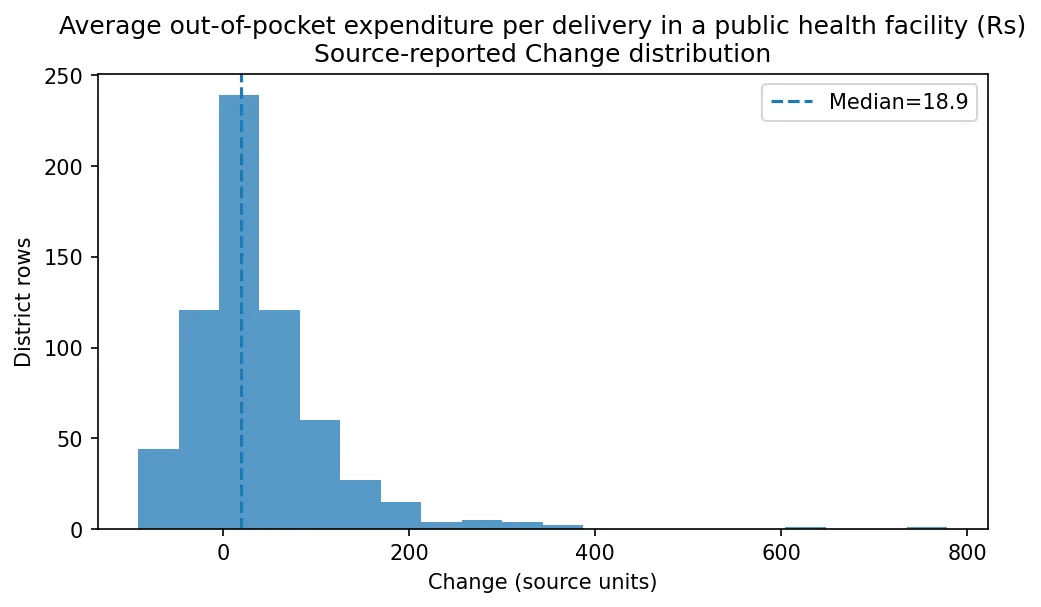 Average out-of-pocket expenditure per delivery in a public health facility (Rs)
Source-reported Change distribution
Median=18.9
District rows
250
200
150
100
50
0
0 200 400 600 800
Change (source units)